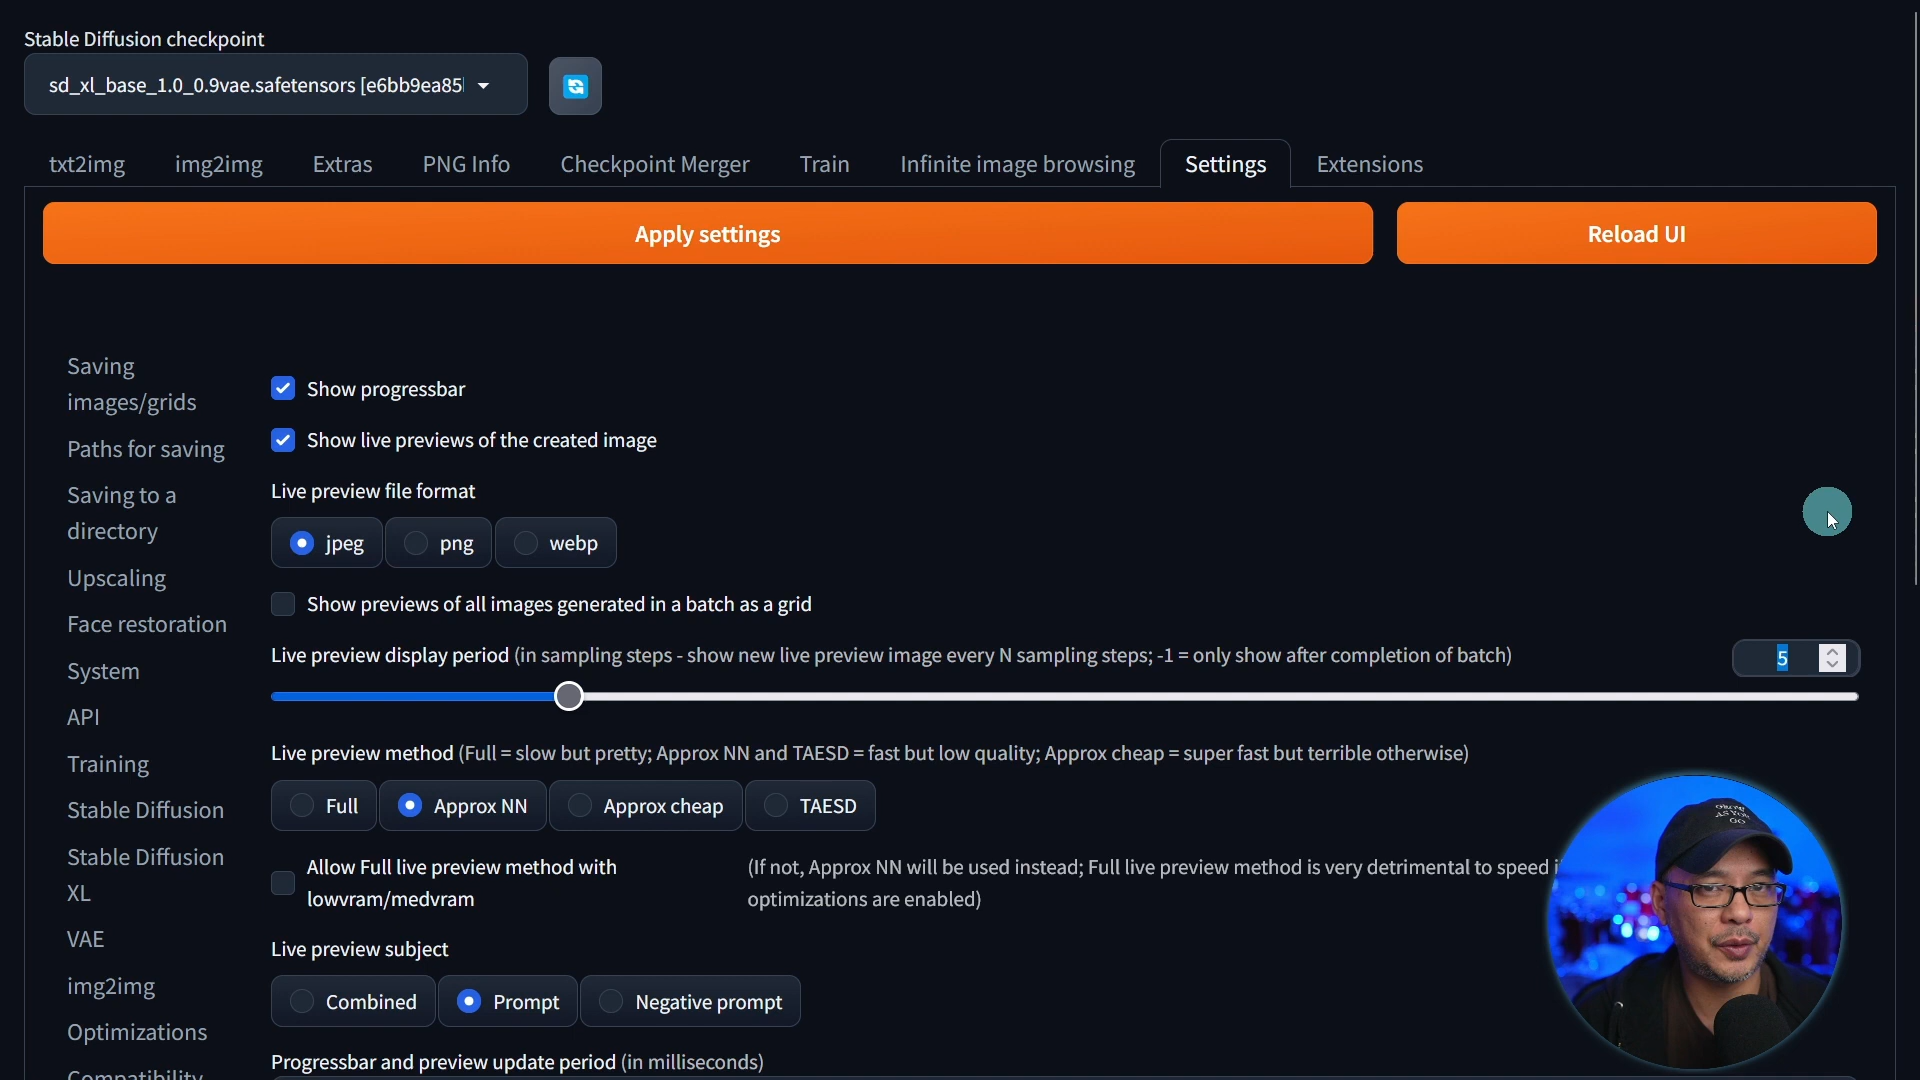 Stable Diffusion checkpoint
sd_xl_base_1.0_0.9vae.safetensors [e6bb9ea85
txt2img img2img Extras PNG Info Checkpoint Merger Train Infinite image browsing Settings Extensions
Apply settings Reload UI
Saving
images/grids
Paths for saving
Saving to a
directory
Upscaling
Face restoration
System
API
Training
Stable Diffusion
Stable Diffusion
XL
VAE
img2img
Optimizations
Compatibility
Show progressbar
Show live previews of the created image
Live preview file format
jpeg png webp
Show previews of all images generated in a batch as a grid
Live preview display period (in sampling steps - show new live preview image every N sampling steps; -1 = only show after completion of batch) 5
Live preview method (Full = slow but pretty; Approx NN and TAESD = fast but low quality; Approx cheap = super fast but terrible otherwise)
Full Approx NN Approx cheap TAESD
Allow Full live preview method with
lowvram/medvram
(If not, Approx NN will be used instead; Full live preview method is very detrimental to speed
optimizations are enabled)
Live preview subject
Combined Prompt Negative prompt
Progressbar and preview update period (in milliseconds)
AS YOU
GO